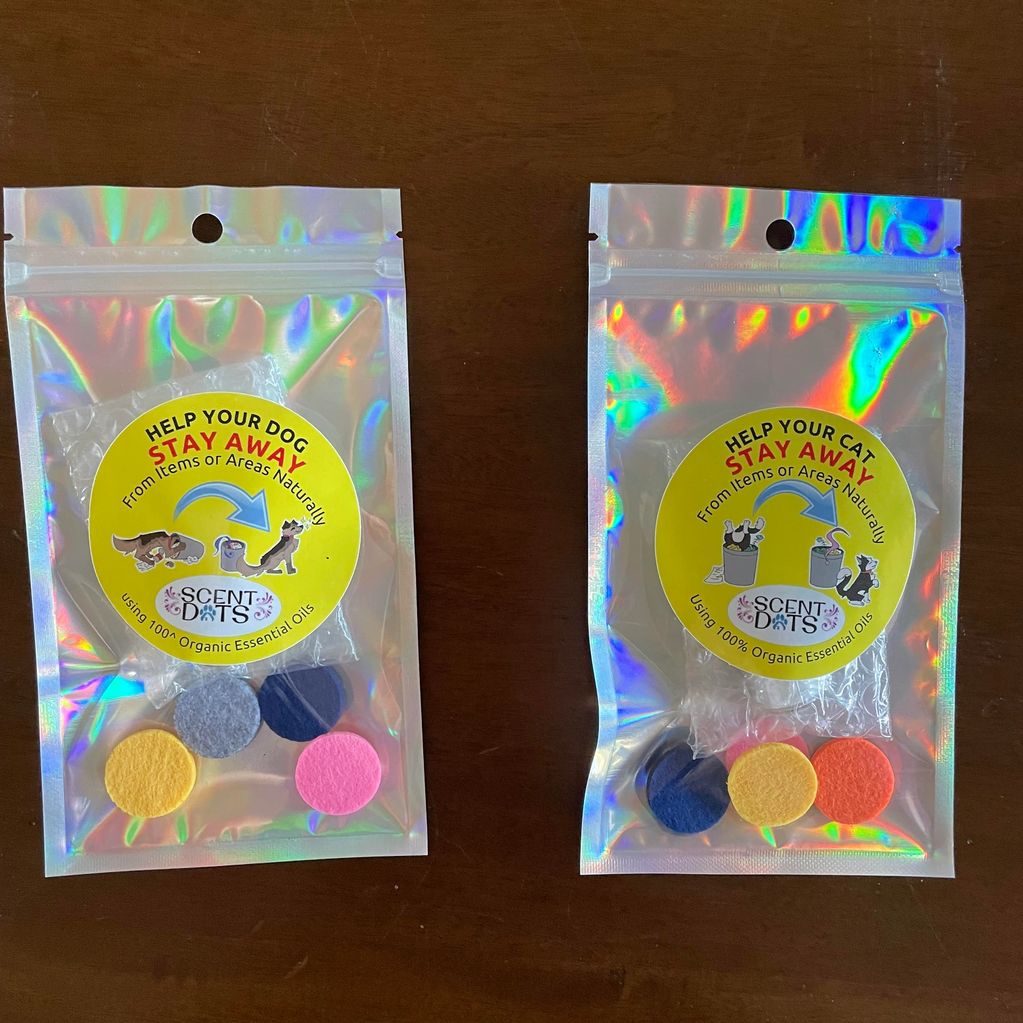 HELP YOUR DOG
STAY AWAY
From Items or Areas Naturally
SCENT
DOTS
using 100^ Organic Essential Oils
HELP YOUR CAT
STAY AWAY
From Items or Areas Naturally
SCENT
DOTS
Using 100% Organic Essential Oils